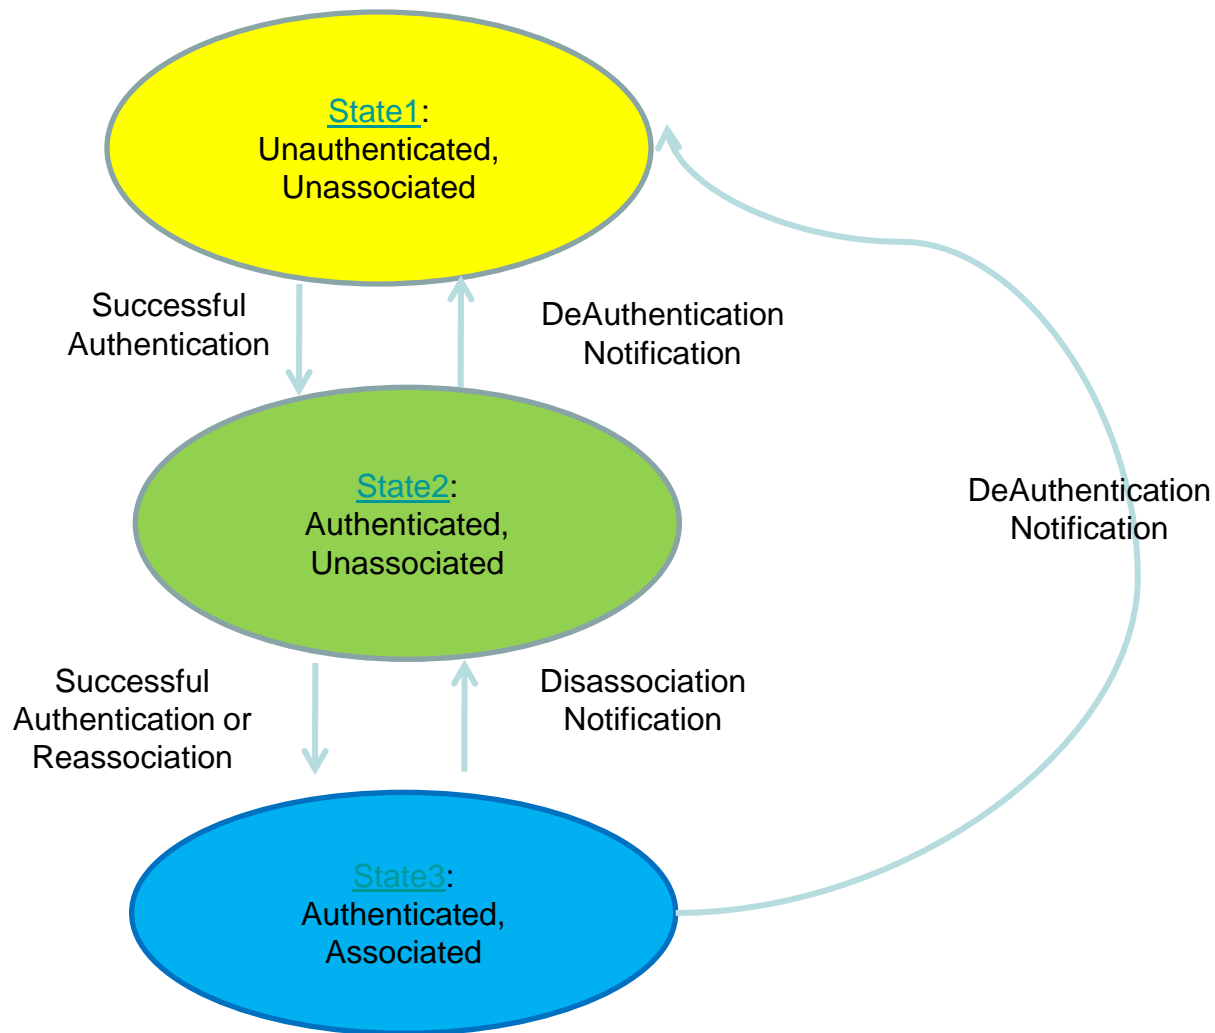 State1:
Unauthenticated,
Unassociated
Successful
Authentication
DeAuthentication
Notification
State2:
Authenticated,
Unassociated
DeAuthentication
Notification
Successful
Authentication or
Reassociation
Disassociation
Notification
State3:
Authenticated,
Associated